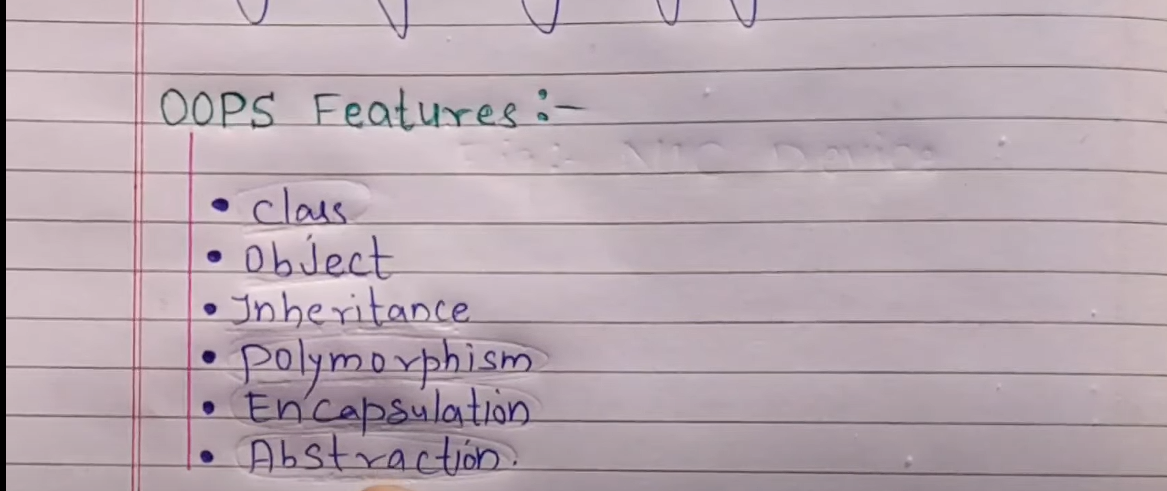 OOPS Features :-
• class
• Object
• Inheritance
• Polymorphism
• Encapsulation
• Abstraction.